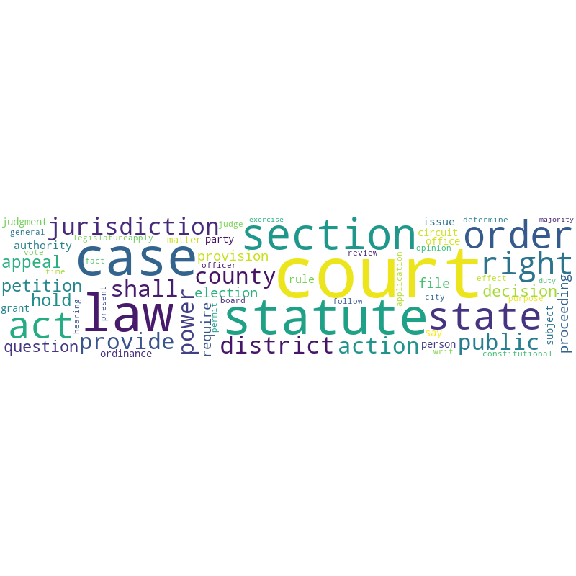 judgment
general
jurisdiction
judge
exercise
section
issue
determine
majority
authority
vote
legislature
apply
matter
party
circuit
office
order
appeal
time
fact
case
officer
provision
review
opinion
right
petition
hold
shall
county
rule
court
application
file
effect
decision
grant
hearing
present
power
election
board
city
purpose
duty
act
law
require
follow
statute
state
subject
proceeding
question
provide
ordinance
district
action
person
writ
public
constitutional